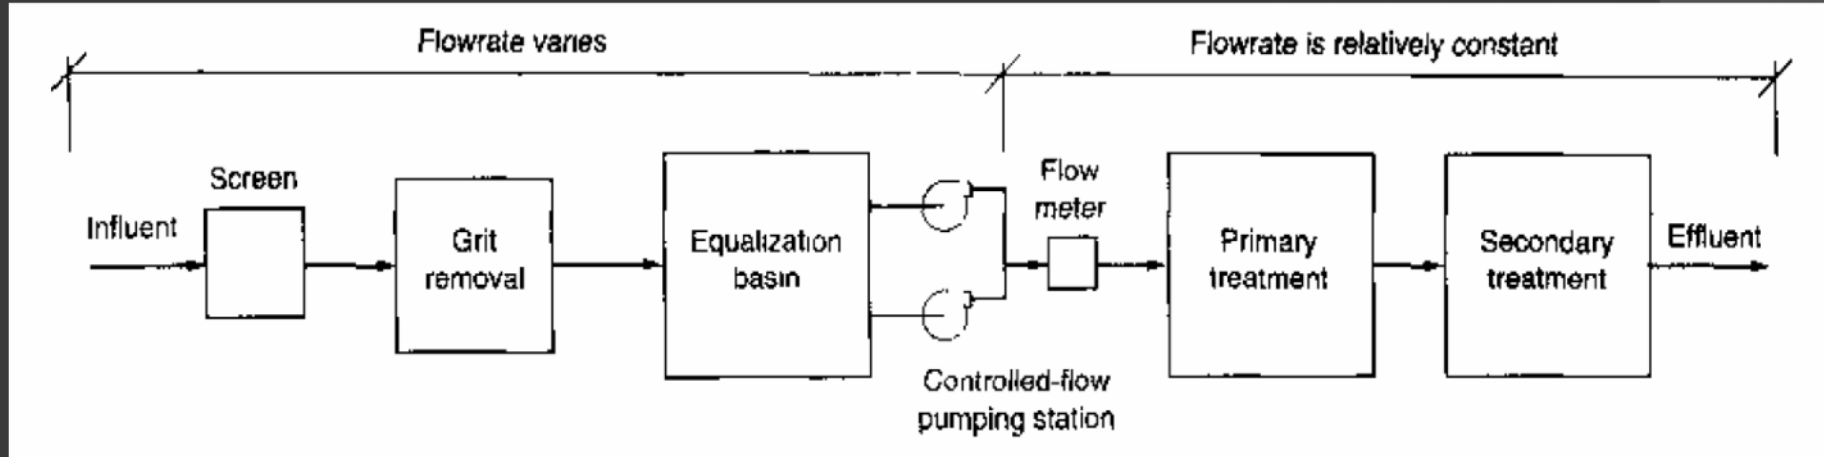 Flowrate varies
Flowrate is relatively constant
Screen
Flow
meter
Influent
Grit
removal
Equalization
basin
Primary
treatment
Secondary
treatment
Effluent
Controlled-flow
pumping station